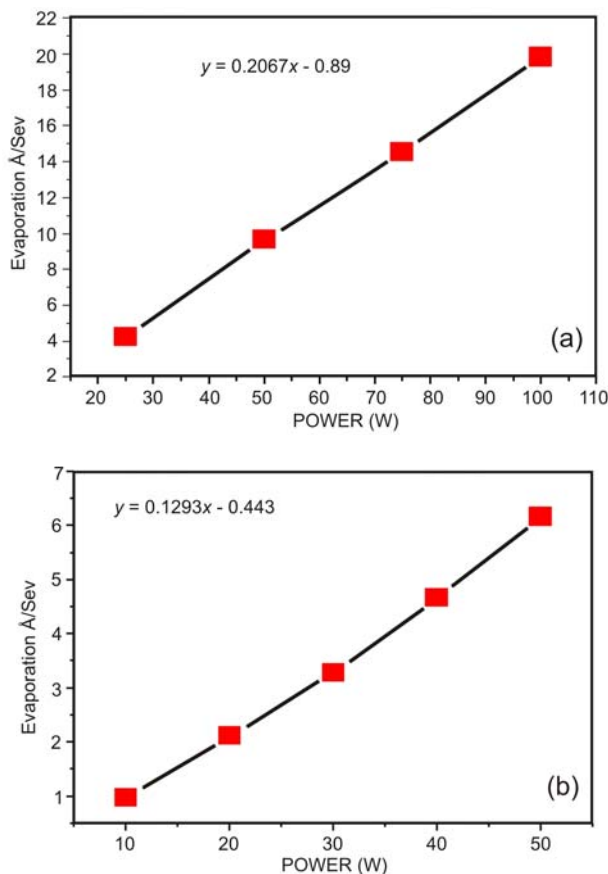 22
20
18
16
14
12
10
8
6
4
2
y = 0.2067x - 0.89
Evaporation Å/Sev
(a)
20 30 40 50 60 70 80 90 100 110
POWER (W)
7
6
5
4
3
2
1
y = 0.1293x - 0.443
Evaporation Å/Sev
(b)
10 20 30 40 50
POWER (W)